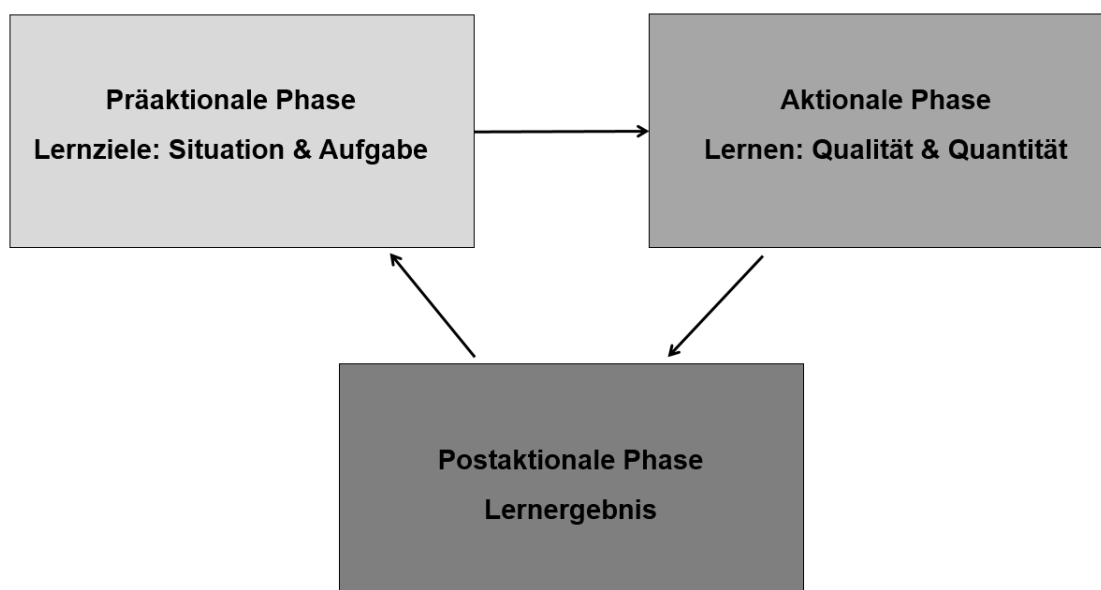 Präaktionale Phase
Lernziele: Situation & Aufgabe
Aktionale Phase
Lernen: Qualität & Quantität
Postaktionale Phase
Lernergebnis